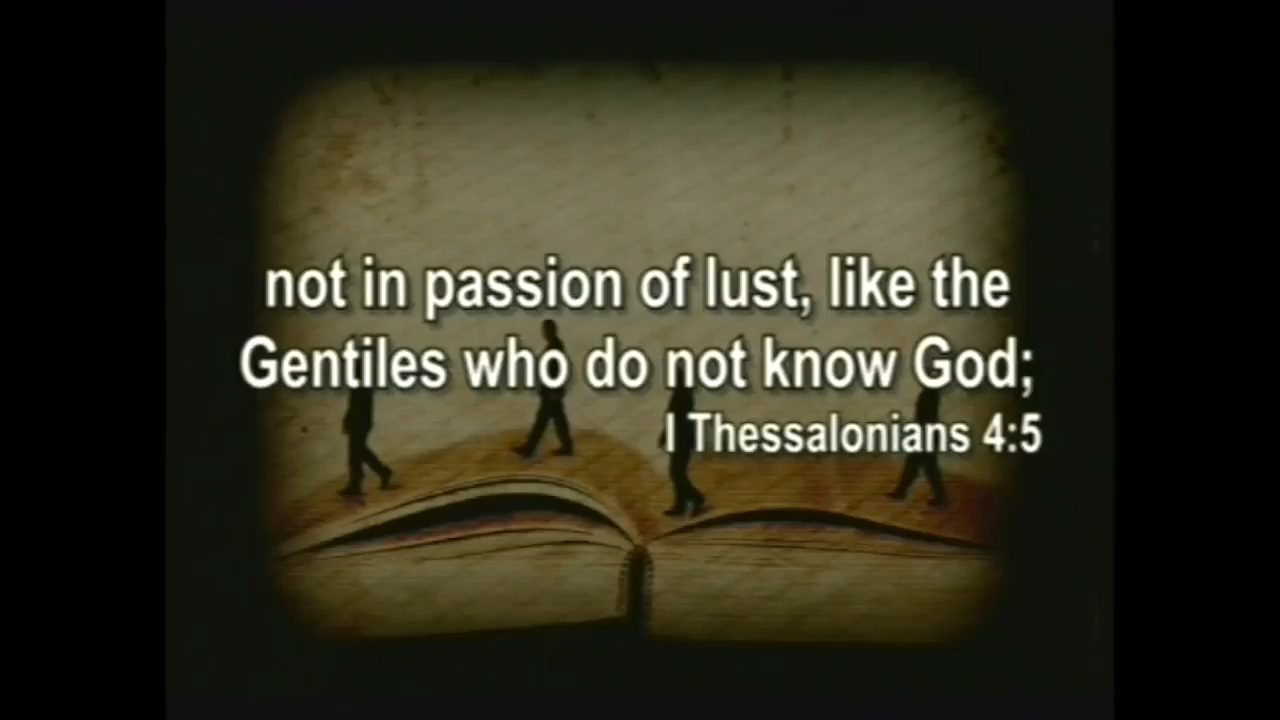 not in passion of lust, like the
Gentiles who do not know God;
I Thessalonians 4:5